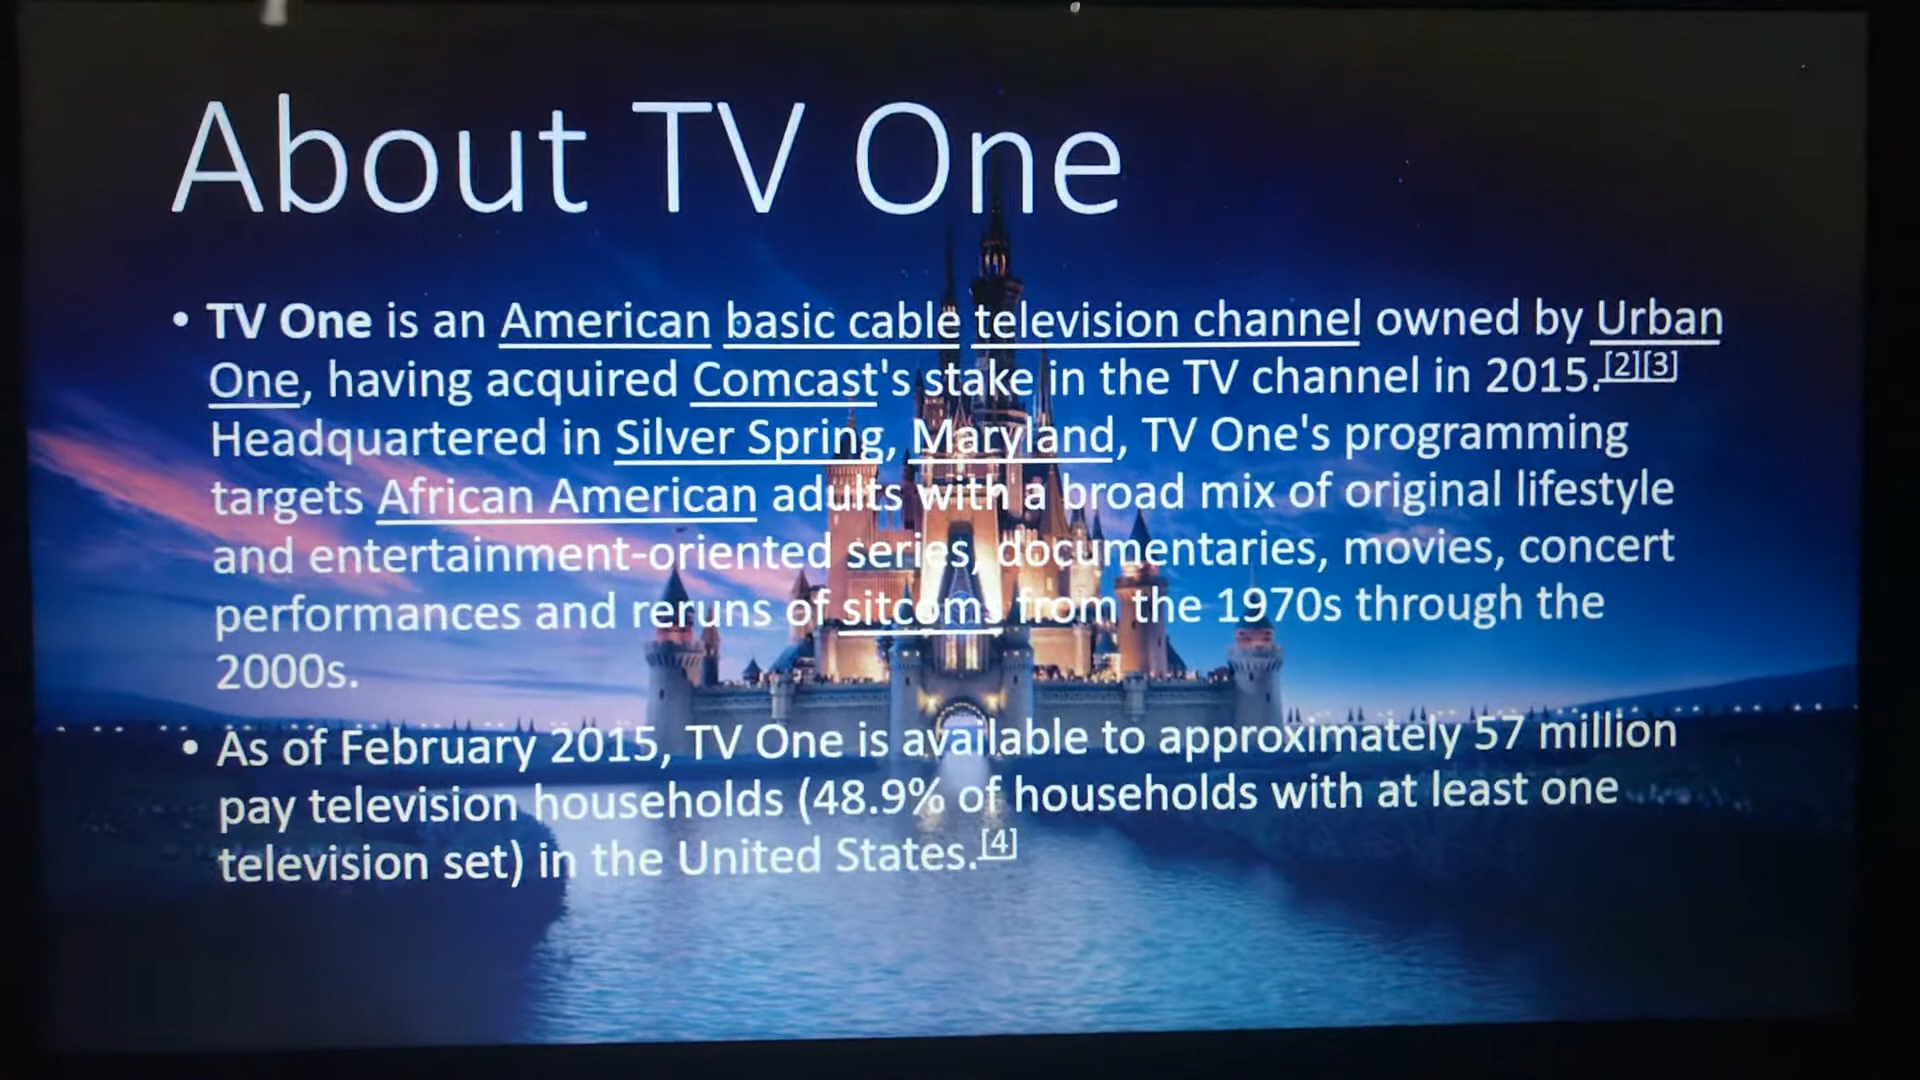 About TV One
• TV One is an American basic cable television channel owned by Urban
One, having acquired Comcast's stake in the TV channel in 2015.[2][3]
Headquartered in Silver Spring, Maryland, TV One's programming
targets African American adults with a broad mix of original lifestyle
and entertainment-oriented series, documentaries, movies, concert
performances and reruns of sitcoms from the 1970s through the
2000s.
• As of February 2015, TV One is available to approximately 57 million
pay television households (48.9% of households with at least one
television set) in the United States.[4]